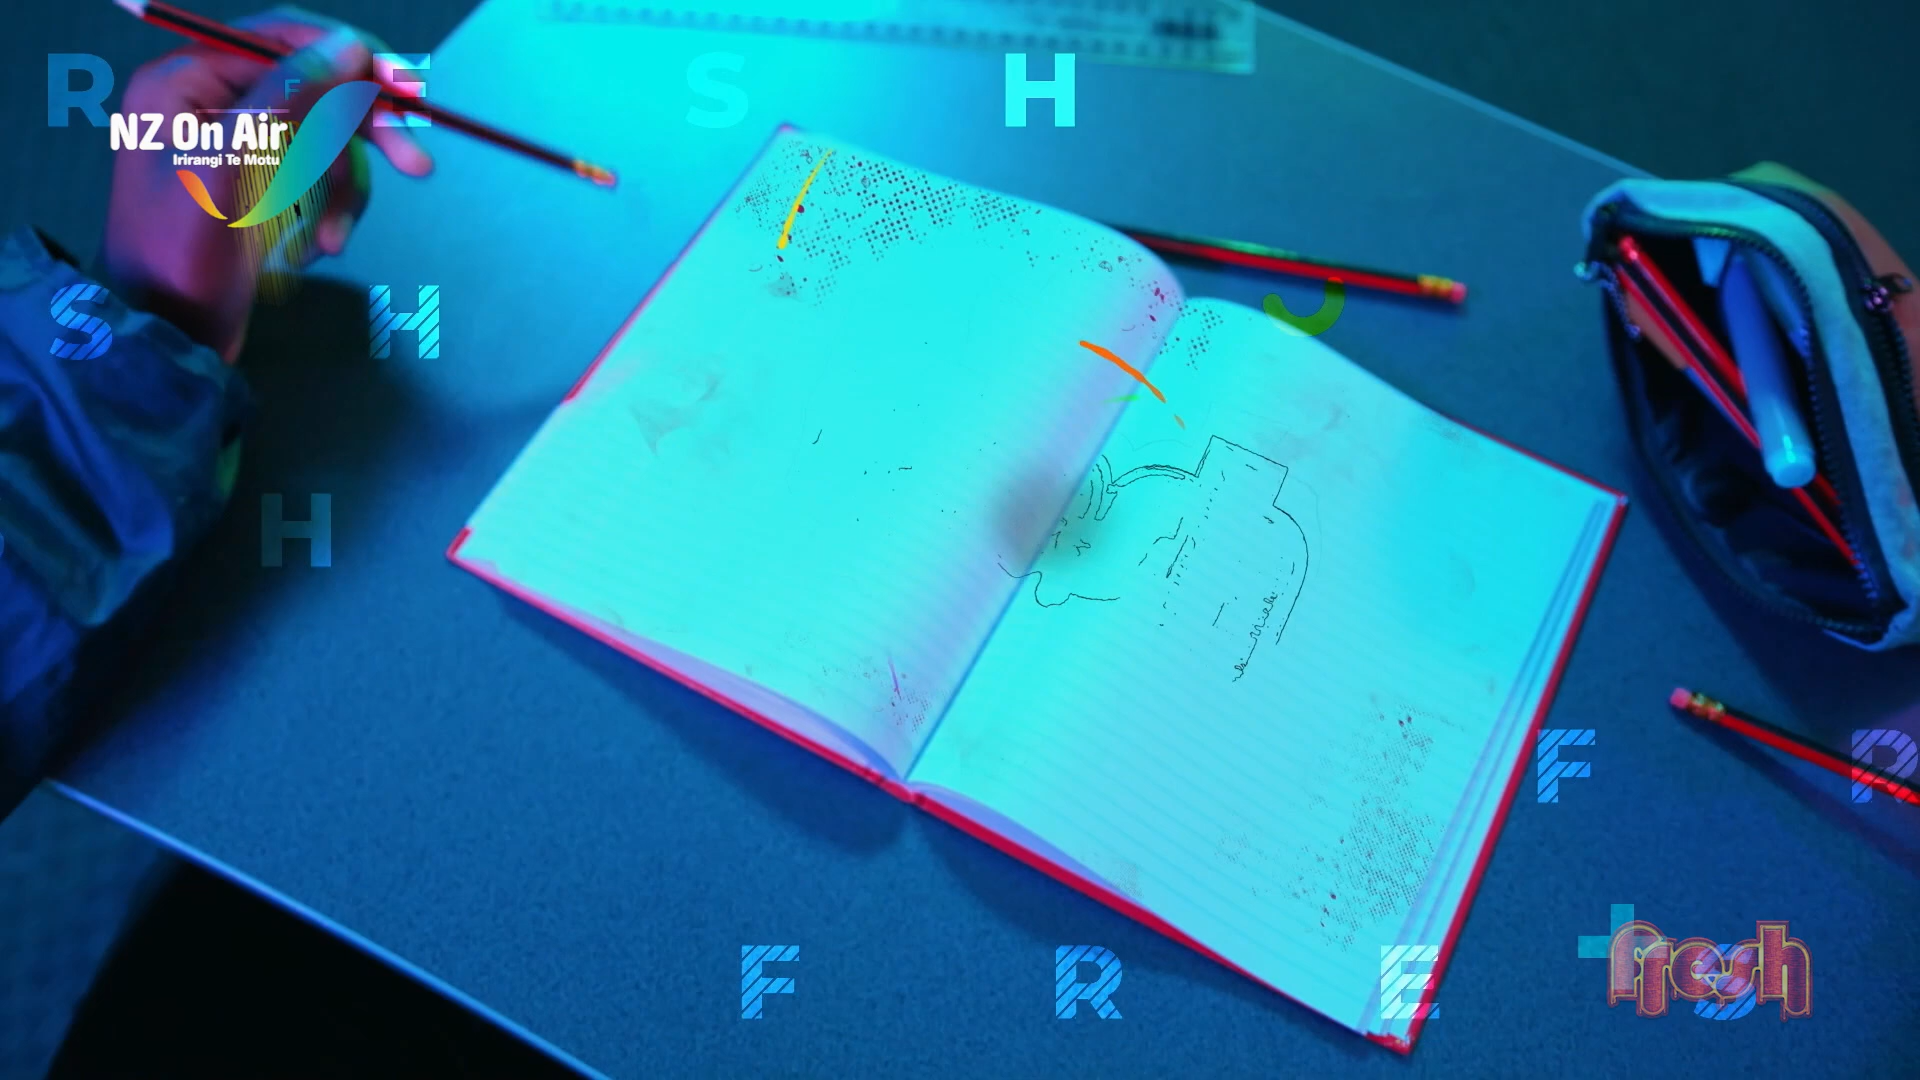 R E S H
F
NZ On Air
Irirangi Te Motu
S H
S H
F R
F R E S
fresh